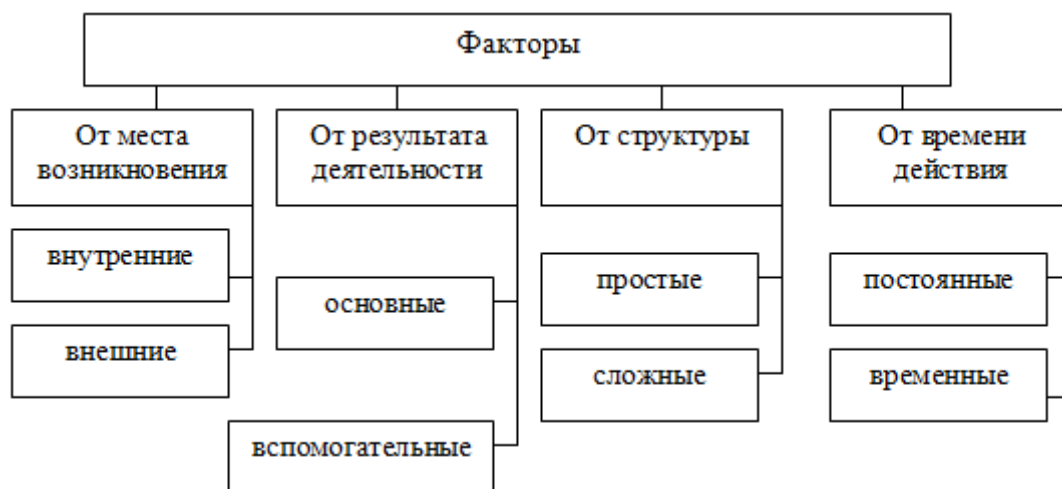 Факторы
От места
возникновения
От результата
деятельности
От структуры
От времени
действия
внутренние
внешние
основные
вспомогательные
простые
сложные
постоянные
временные